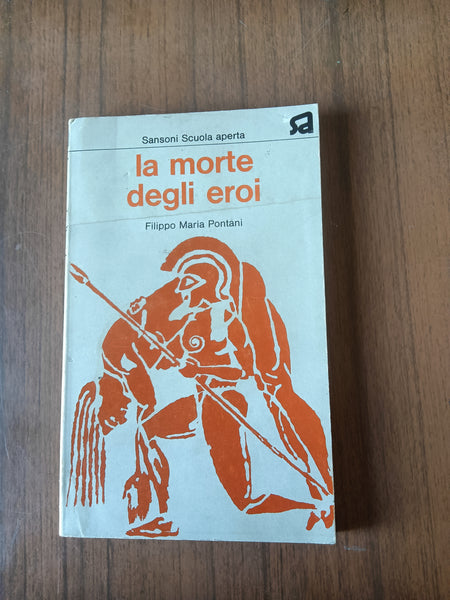 sa
Sansoni Scuola aperta
la morte
degli eroi
Filippo Maria Pontani